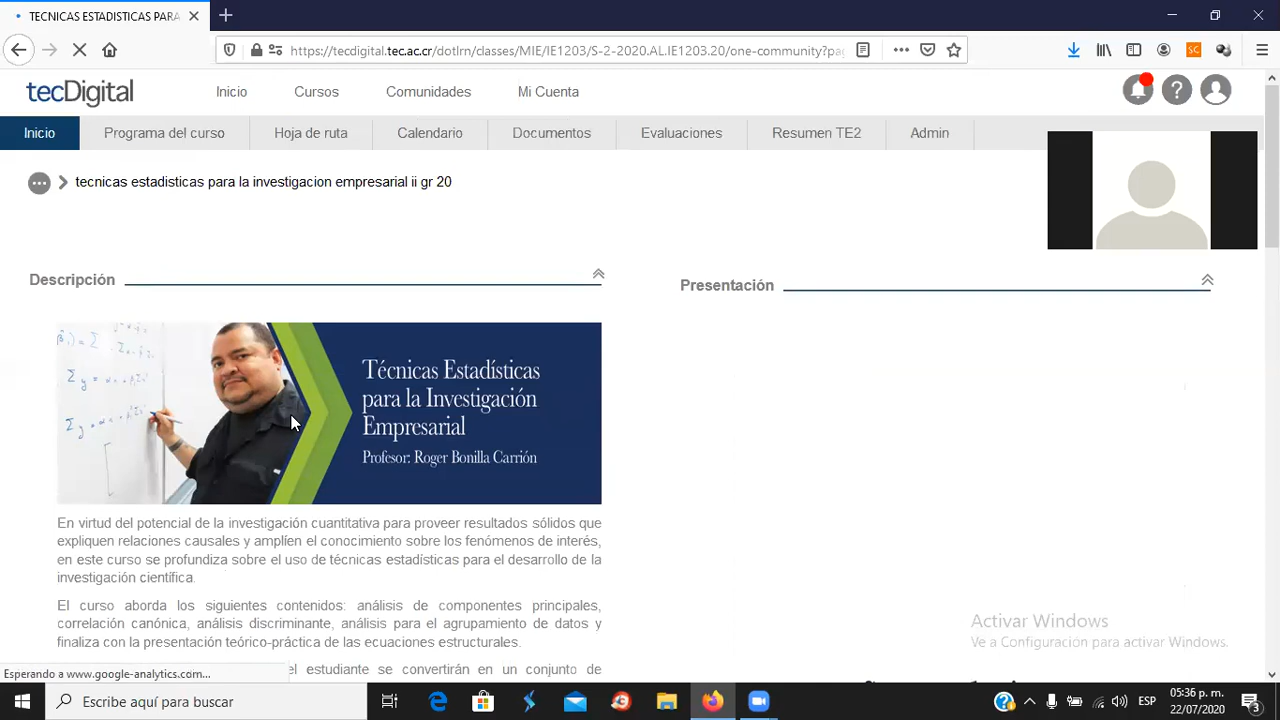 TECNICAS ESTADISTICAS PARA
https://tecdigital.tec.ac.cr/dotlrn/classes/MIE/IE1203/S-2-2020.AL.IE1203.20/one-community?pa
tecDigital
Inicio Cursos Comunidades Mi Cuenta
Inicio Programa del curso Hoja de ruta Calendario Documentos Evaluaciones Resumen TE2 Admin
tecnicas estadisticas para la investigacion empresarial ii gr 20
Descripción
Presentación
Técnicas Estadísticas
para la Investigación
Empresarial
Profesor: Roger Bonilla Carrión
En virtud del potencial de la investigación cuantitativa para proveer resultados sólidos que
expliquen relaciones causales y amplíen el conocimiento sobre los fenómenos de interés,
en este curso se profundiza sobre el uso de técnicas estadísticas para el desarrollo de la
investigación científica.
El curso aborda los siguientes contenidos: análisis de componentes principales,
correlación canónica, análisis discriminante, análisis para el agrupamiento de datos y
finaliza con la presentación teórico-práctica de las ecuaciones estructurales.
el estudiante se convertirán en un conjunto de
Activar Windows
Ve a Configuración para activar Windows.
Esperando a www.google-analytics.com...
Escribe aquí para buscar
ESP
05:36 p. m.
22/07/2020
3